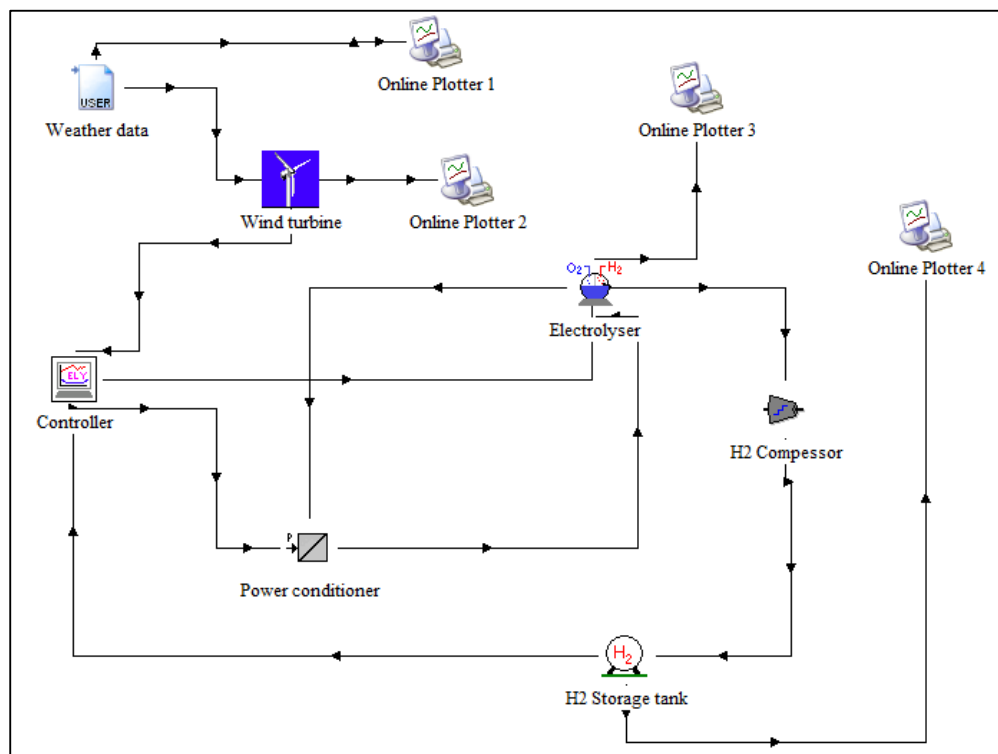 Online Plotter 1
USER
Weather data
Online Plotter 3
Wind turbine
Online Plotter 2
Online Plotter 4
O2
H2
Electrolyser
ELY
Controller
H2 Compessor
P
Power conditioner
H2
H2 Storage tank